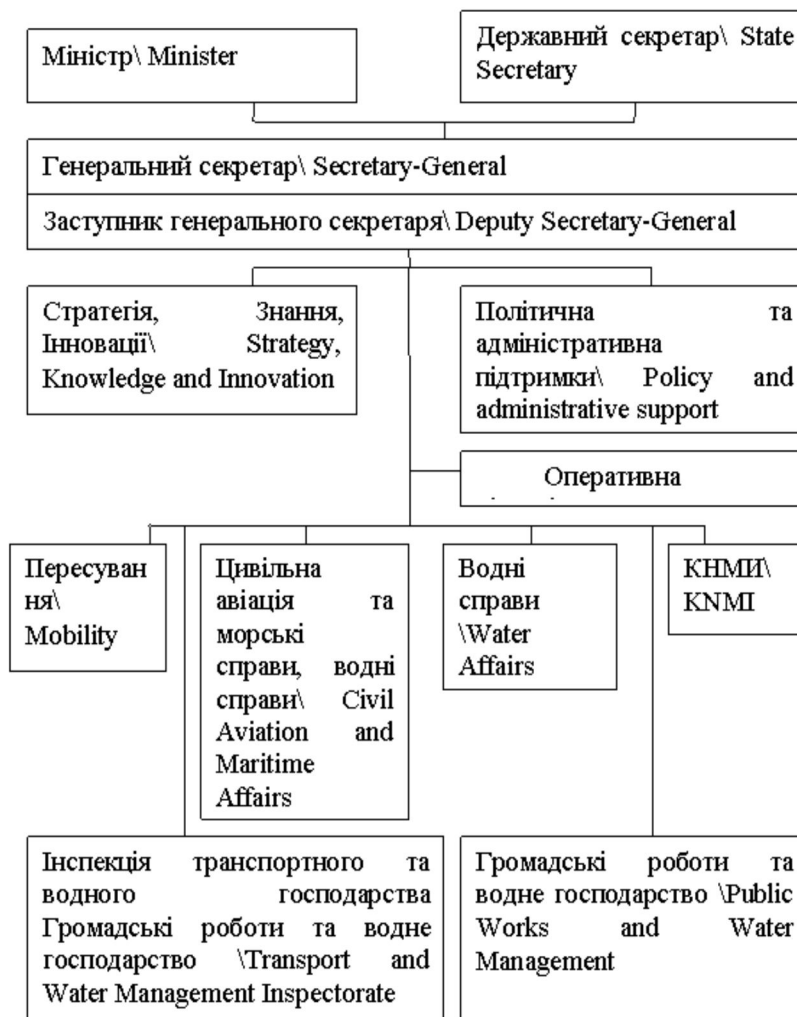 Міністр\ Minister
Державний секретар\ State
Secretary
Генеральний секретар\ Secretary-General
Заступник генерального секретаря\ Deputy Secretary-General
Стратегія, Знання,
Інновації\ Strategy,
Knowledge and Innovation
Політична та
адміністративна
підтримки\ Policy and
administrative support
Оперативна
Пересуван
ня\
Mobility
Цивільна
авіація та
морські
справи, водні
справи\ Civil
Aviation and
Maritime
Affairs
Водні
справи
\Water
Affairs
КНМИ\
KNMI
Інспекція транспортного та
водного господарства
Громадські роботи та водне
господарство \Transport and
Water Management Inspectorate
Громадські роботи та
водне господарство \Public
Works and Water
Management